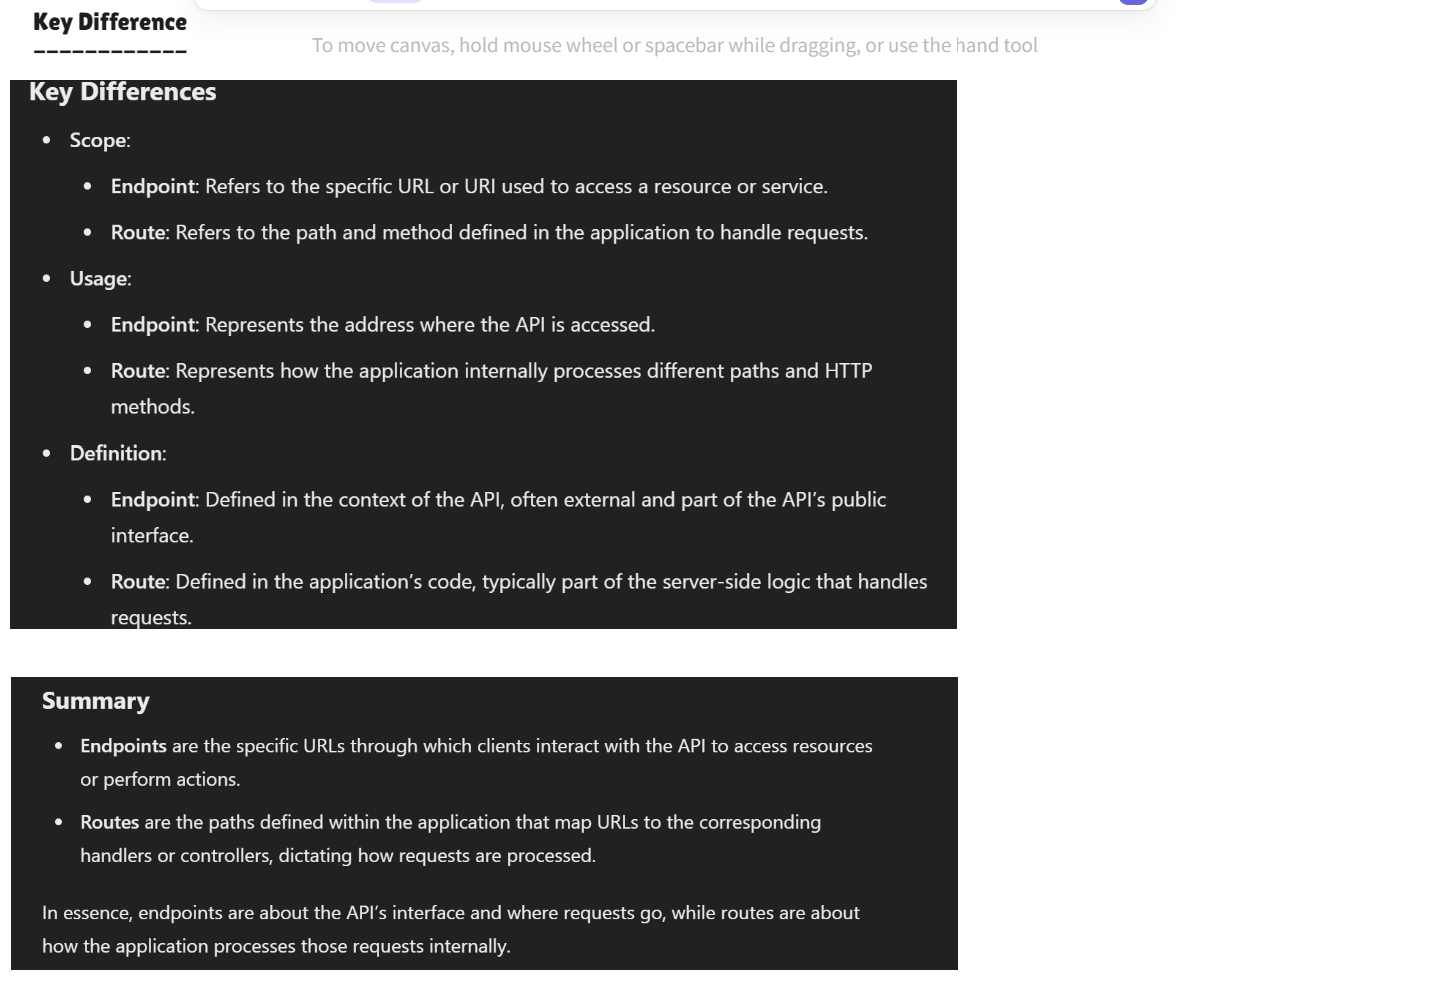 Key Difference
------------
To move canvas, hold mouse wheel or spacebar while dragging, or use the hand tool
Key Differences
• Scope:
• Endpoint: Refers to the specific URL or URI used to access a resource or service.
• Route: Refers to the path and method defined in the application to handle requests.
• Usage:
• Endpoint: Represents the address where the API is accessed.
• Route: Represents how the application internally processes different paths and HTTP
methods.
• Definition:
• Endpoint: Defined in the context of the API, often external and part of the API’s public
interface.
• Route: Defined in the application’s code, typically part of the server-side logic that handles
requests.
Summary
• Endpoints are the specific URLs through which clients interact with the API to access resources
or perform actions.
• Routes are the paths defined within the application that map URLs to the corresponding
handlers or controllers, dictating how requests are processed.
In essence, endpoints are about the API’s interface and where requests go, while routes are about
how the application processes those requests internally.